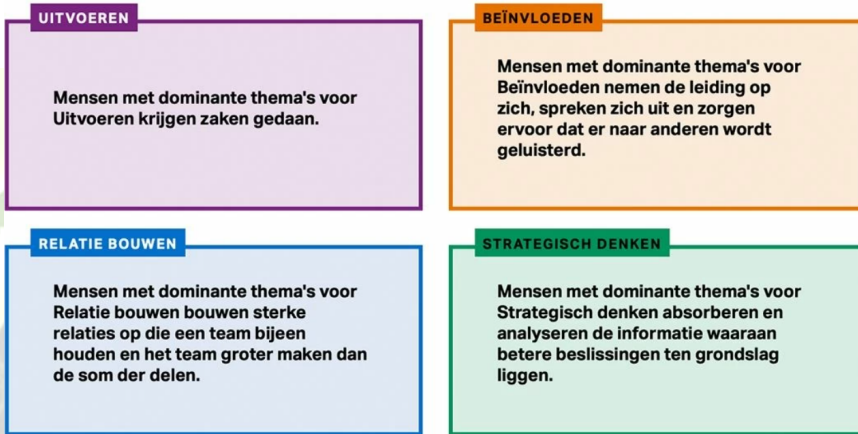 UITVOEREN
Mensen met dominante thema's voor
Uitvoeren krijgen zaken gedaan.
BEÏNVLOEDEN
Mensen met dominante thema's voor
Beïnvloeden nemen de leiding op
zich, spreken zich uit en zorgen
ervoor dat er naar anderen wordt
geluisterd.
RELATIE BOUWEN
Mensen met dominante thema's voor
Relatie bouwen bouwen sterke
relaties op die een team bijeen
houden en het team groter maken dan
de som der delen.
STRATEGISCH DENKEN
Mensen met dominante thema's voor
Strategisch denken absorberen en
analyseren de informatie waaraan
betere beslissingen ten grondslag
liggen.